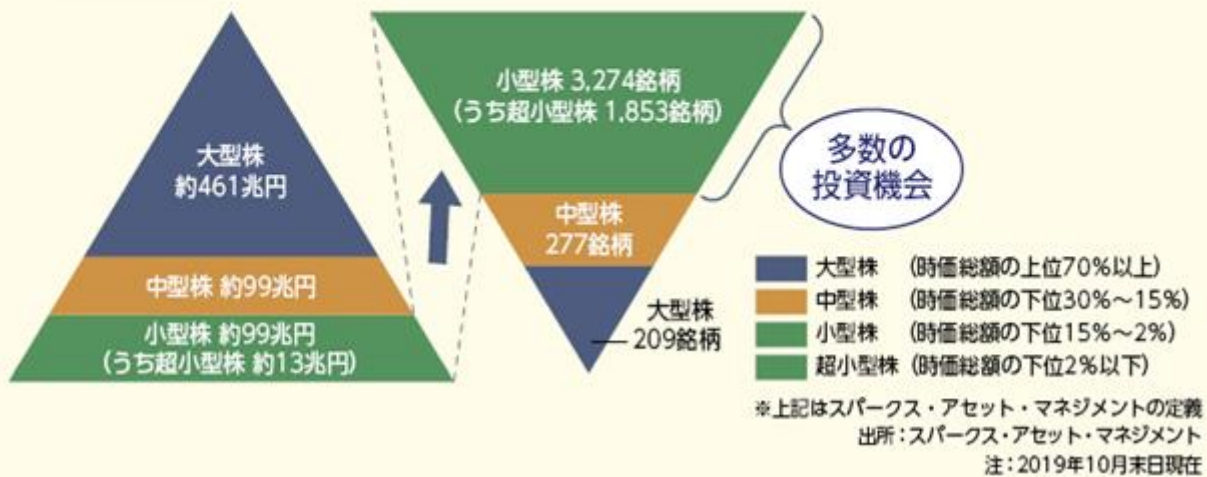 大型株
約461兆円
中型株 約99兆円
小型株 約99兆円
(うち超小型株 約13兆円)
小型株 3,274銘柄
(うち超小型株 1,853銘柄)
中型株
277銘柄
大型株
209銘柄
多数の
投資機会
大型株 (時価総額の上位70%以上)
中型株 (時価総額の下位30%~15%)
小型株 (時価総額の下位15%~2%)
超小型株 (時価総額の下位2%以下)
※上記はスパークス・アセット・マネジメントの定義
出所:スパークス・アセット・マネジメント
注:2019年10月末日現在